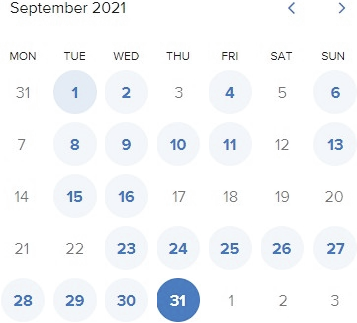 September 2021
MON TUE WED THU FRI SAT SUN
31 1 2 3 4 5 6
7 8 9 10 11 12 13
14 15 16 17 18 19 20
21 22 23 24 25 26 27
28 29 30 31 1 2 3